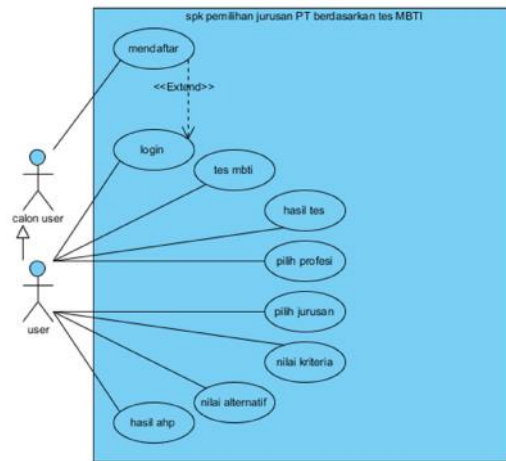 spk pemilihan jurusan PT berdasarkan tes MBTI
mendaftar
<<Extend>>
login
tes mbti
hasil tes
calon user
pilih profesi
pilih jurusan
user
nilai kriteria
nilai alternatif
hasil ahp